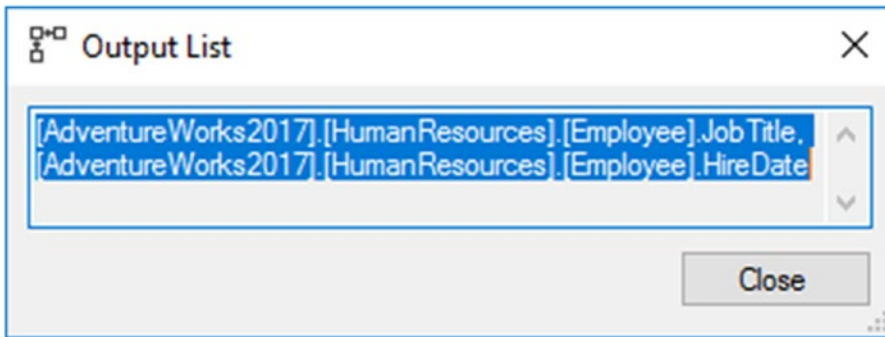 Output List
[AdventureWorks2017].[HumanResources].[Employee].JobTitle,
[AdventureWorks2017].[HumanResources].[Employee].HireDate
Close